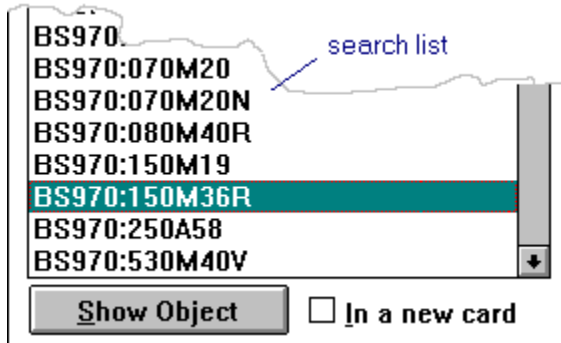 BS970:
search list
BS970:070M20
BS970:070M20N
BS970:080M40R
BS970:150M19
BS970:150M36R
BS970:250A58
BS970:530M40V
Show Object
In a new card